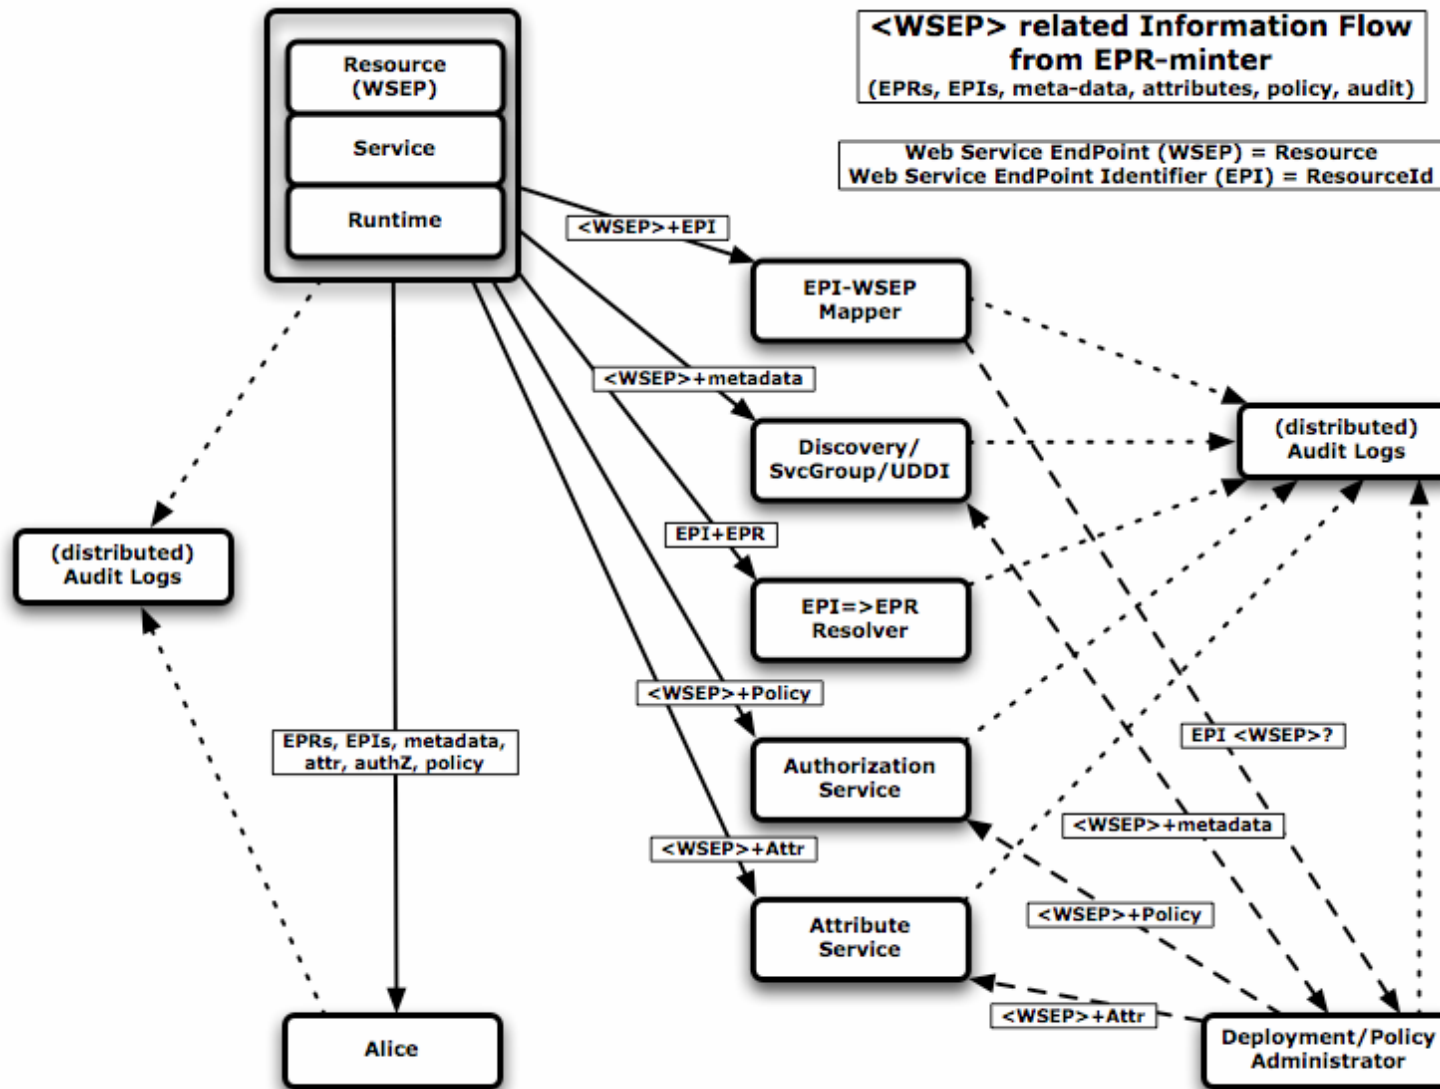 <WSEP> related Information Flow
from EPR-minter
(EPRs, EPIs, meta-data, attributes, policy, audit)
Resource
(WSEP)
Service
Runtime
Web Service EndPoint (WSEP) = Resource
Web Service EndPoint Identifier (EPI) = ResourceId
<WSEP>+EPI
EPI-WSEP
Mapper
<WSEP>+metadata
Discovery/
SvcGroup/UDDI
(distributed)
Audit Logs
EPI+EPR
(distributed)
Audit Logs
EPI=>EPR
Resolver
<WSEP>+Policy
EPRs, EPIs, metadata,
attr, authZ, policy
EPI <WSEP>?
Authorization
Service
<WSEP>+metadata
<WSEP>+Attr
<WSEP>+Policy
Attribute
Service
<WSEP>+Attr
Alice
Deployment/Policy
Administrator